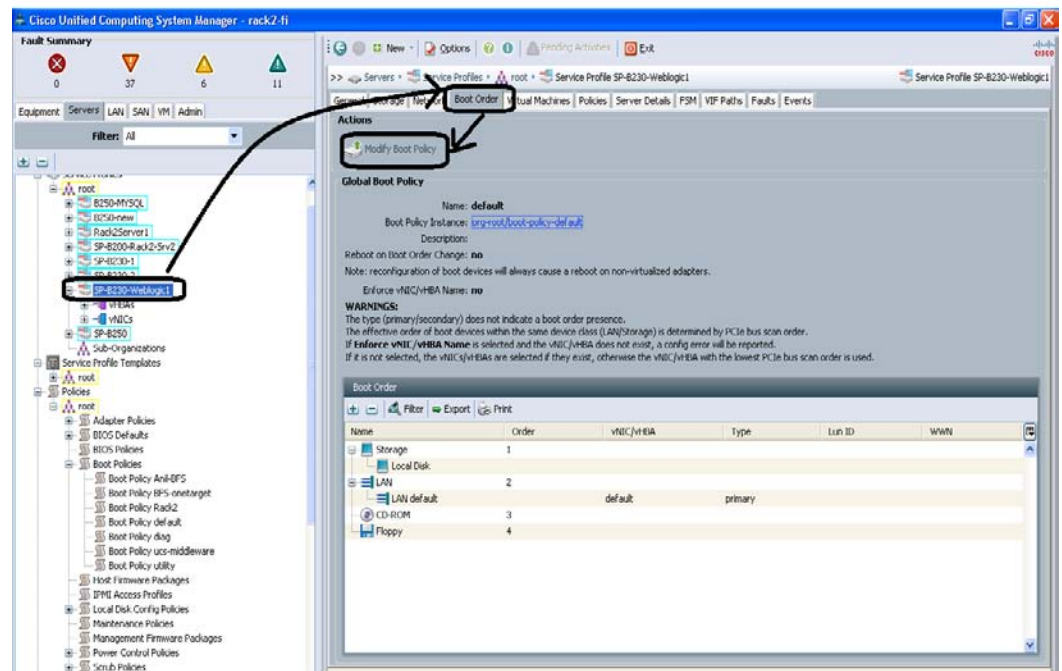 Cisco Unified Computing System Manager - rack2-fi
Fault Summary
0 37 6 11
Equipment Servers LAN SAN VM Admin
Filter: All
root
B250-MYSQL
B250-new
Rack2Server1
SP-B200-Rack2-Srv2
SP-B230-1
SP-B230-2
SP-B230-Weblogic1
vHBAs
vNICs
SP-B250
Sub-Organizations
Service Profile Templates
root
Policies
root
Adapter Policies
BIOS Defaults
BIOS Policies
Boot Policies
Boot Policy Anil-BFS
Boot Policy BFS-onetarget
Boot Policy Rack2
Boot Policy default
Boot Policy diag
Boot Policy ucs-middleware
Boot Policy utility
Host Firmware Packages
IPMI Access Profiles
Local Disk Config Policies
Maintenance Policies
Management Firmware Packages
Power Control Policies
Scrub Policies
New Options Pending Activities Exit
cisco
>> Servers Service Profiles root Service Profile SP-B230-Weblogic1 Service Profile SP-B230-Weblogic1
General Storage Network Boot Order Virtual Machines Policies Server Details FSM VIF Paths Faults Events
Actions
Modify Boot Policy
Global Boot Policy
Name: default
Boot Policy Instance: org-root/boot-policy-default
Description:
Reboot on Boot Order Change: no
Note: reconfiguration of boot devices will always cause a reboot on non-virtualized adapters.
Enforce vNIC/vHBA Name: no
WARNINGS:
The type (primary/secondary) does not indicate a boot order presence.
The effective order of boot devices within the same device class (LAN/Storage) is determined by PCIe bus scan order.
If Enforce vNIC/vHBA Name is selected and the vNIC/vHBA does not exist, a config error will be reported.
If it is not selected, the vNICs/vHBAs are selected if they exist, otherwise the vNIC/vHBA with the lowest PCIe bus scan order is used.
Boot Order
Filter Export Print
Name Order vNIC/vHBA Type Lun ID WWN
Storage 1
Local Disk
LAN 2
LAN default default primary
CD-ROM 3
Floppy 4